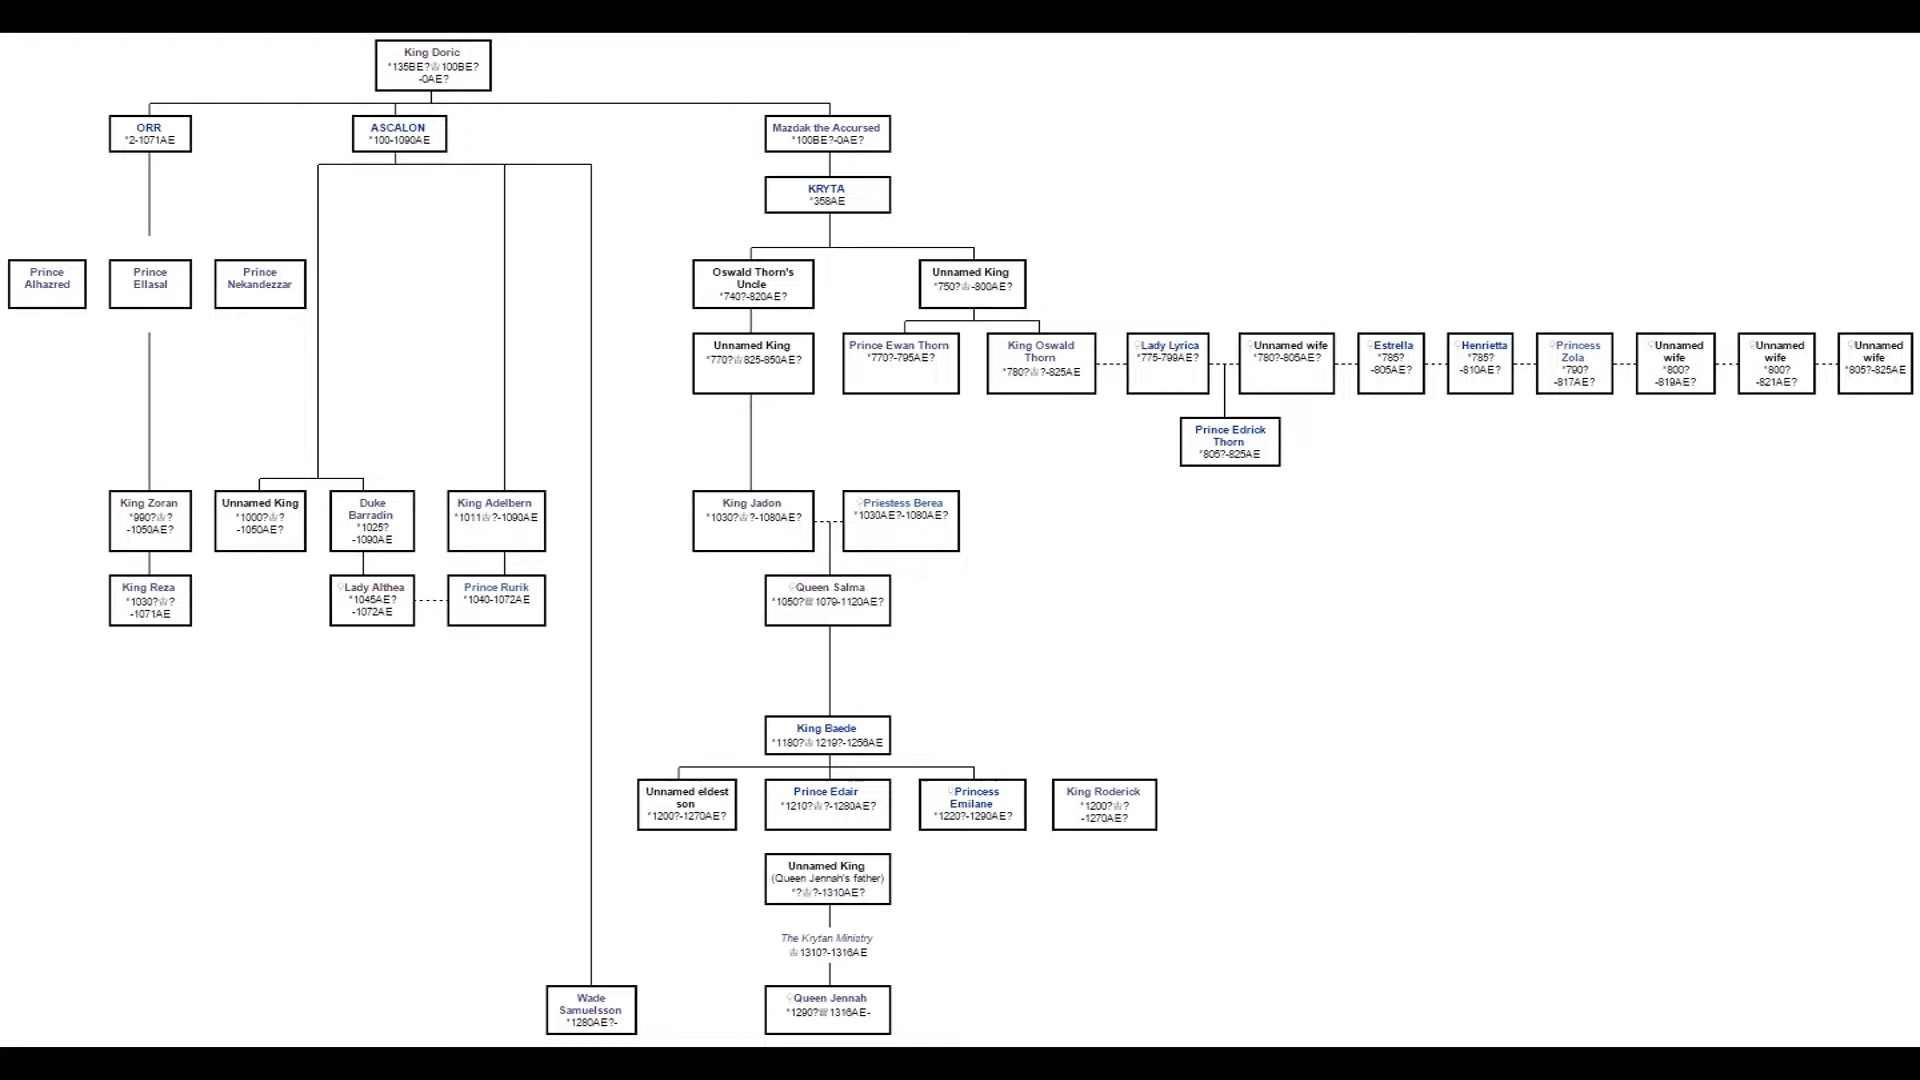 King Doric
*135BE?♔100BE?
-0AE?
ORR
*2-1071AE
ASCALON
*100-1090AE
Mazdak the Accursed
*100BE?-0AE?
KRYTA
*358AE
Prince
Alhazred
Prince
Ellasal
Prince
Nekandezzar
Oswald Thorn's
Uncle
*740?-820AE?
Unnamed King
*750?♔-800AE?
Unnamed King
*770?♔825-850AE?
Prince Ewan Thorn
*770?-795AE?
King Oswald
Thorn
*780?♔?-825AE
♀Lady Lyrica
*775-799AE?
♀Unnamed wife
*780?-805AE?
♀Estrella
*785?
-805AE?
♀Henrietta
*785?
-810AE?
♀Princess
Zola
*790?
-817AE?
♀Unnamed
wife
*800?
-819AE?
♀Unnamed
wife
*800?
-821AE?
♀Unnamed
wife
*805?-825AE
Prince Edrick
Thorn
*805?-825AE
King Zoran
*990?♔?
-1050AE?
Unnamed King
*1000?♔?
-1050AE?
Duke
Barradin
*1025?
-1090AE
King Adelbern
*1011♔?-1090AE
King Jadon
*1030?♔?-1080AE?
♀Priestess Berea
*1030AE?-1080AE?
King Reza
*1030?♔?
-1071AE
♀Lady Althea
*1045AE?
-1072AE
Prince Rurik
*1040-1072AE
♀Queen Salma
*1050?♕1079-1120AE?
King Baede
*1180?♔1219?-1256AE
Unnamed eldest
son
*1200?-1270AE?
Prince Edair
*1210?♔?-1280AE?
♀Princess
Emilane
*1220?-1290AE?
King Roderick
*1200?♔?
-1270AE?
Unnamed King
(Queen Jennah's father)
*?♔?-1310AE?
The Krytan Ministry
♔1310?-1316AE
Wade
Samuelsson
*1280AE?-
♀Queen Jennah
*1290?♕1316AE-